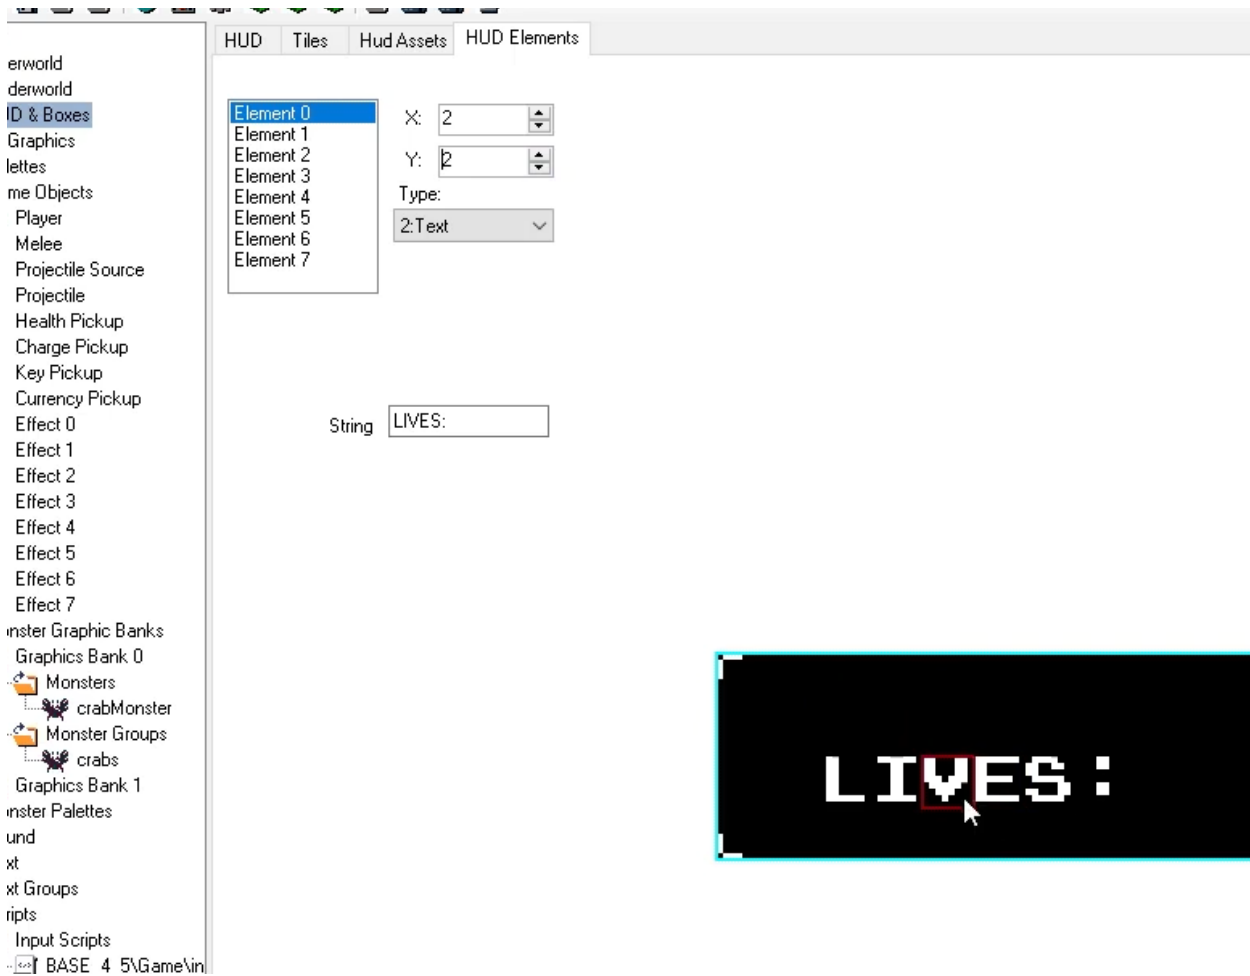 HUD Tiles Hud Assets HUD Elements
erworld
derworld
D & Boxes
Graphics
lettes
me Objects
Player
Melee
Projectile Source
Projectile
Health Pickup
Charge Pickup
Key Pickup
Currency Pickup
Effect 0
Effect 1
Effect 2
Effect 3
Effect 4
Effect 5
Effect 6
Effect 7
nster Graphic Banks
Graphics Bank 0
Monsters
crabMonster
Monster Groups
crabs
Graphics Bank 1
nster Palettes
und
xt
xt Groups
ripts
Input Scripts
BASE_4_5\Game\in
Element 0
Element 1
Element 2
Element 3
Element 4
Element 5
Element 6
Element 7
X: 2
Y: 2
Type:
2:Text
String LIVES:
LIVES: